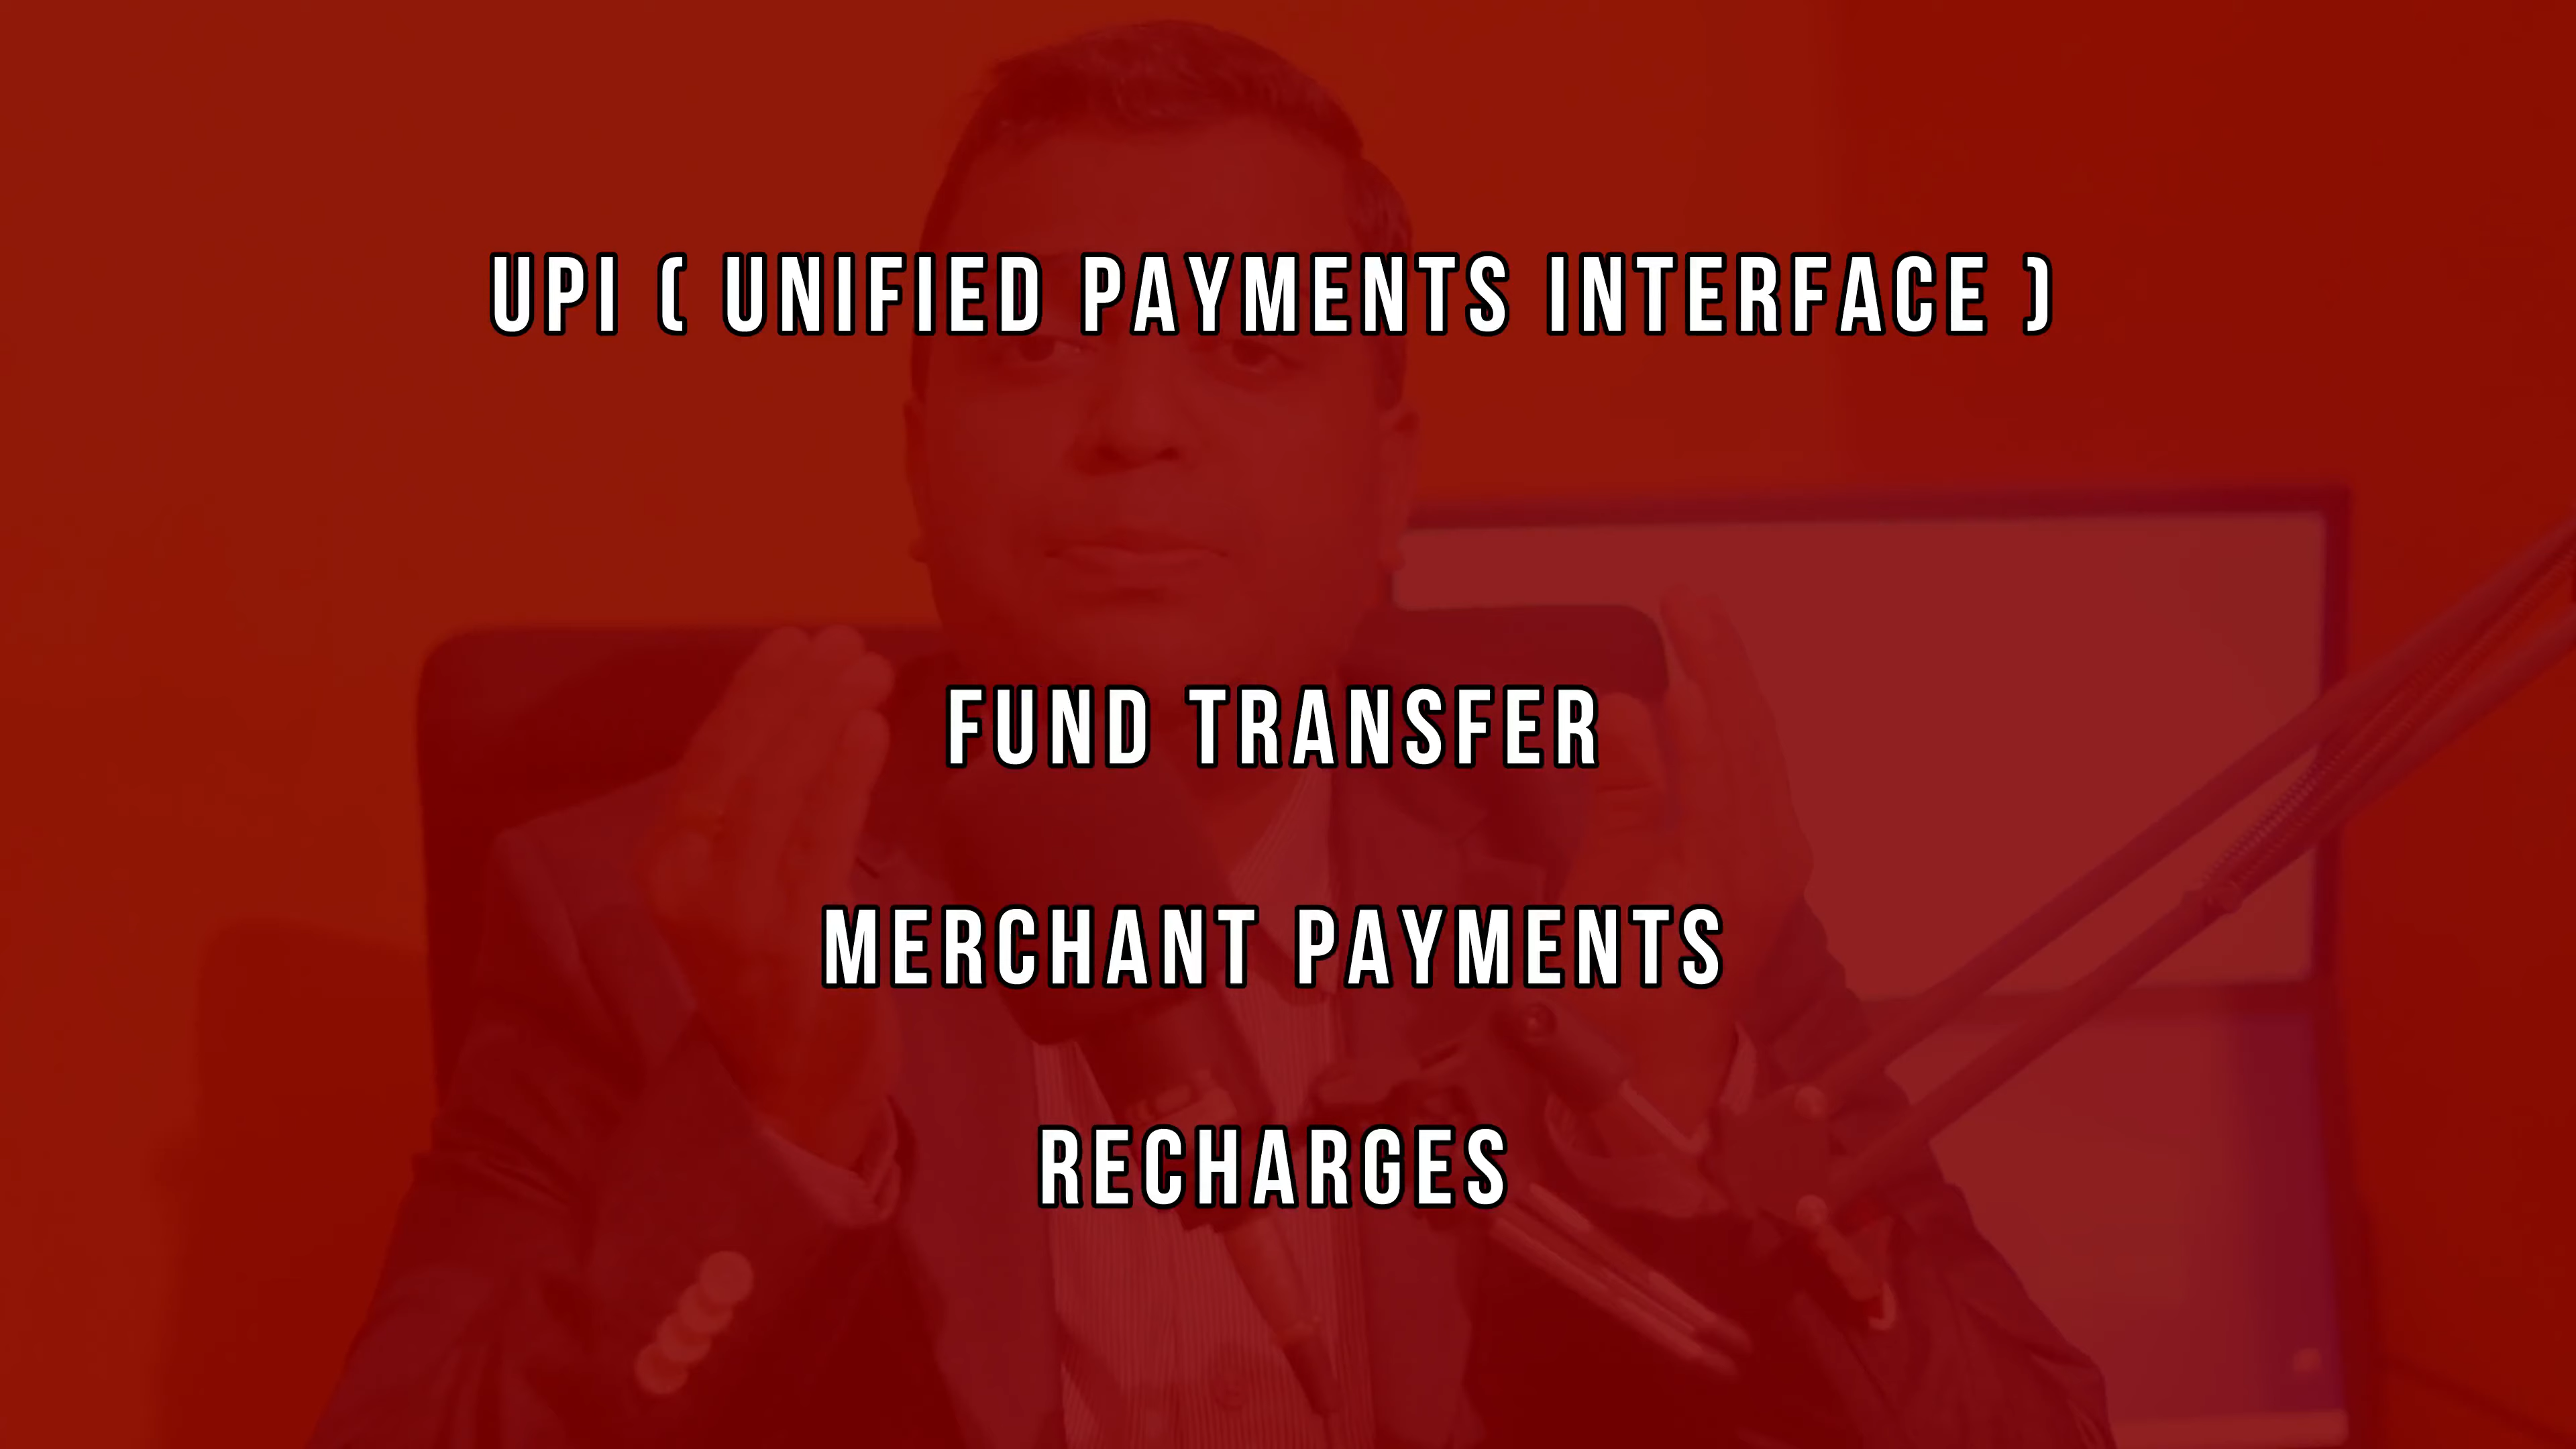 UPI ( UNIFIED PAYMENTS INTERFACE )
FUND TRANSFER
MERCHANT PAYMENTS
RECHARGES